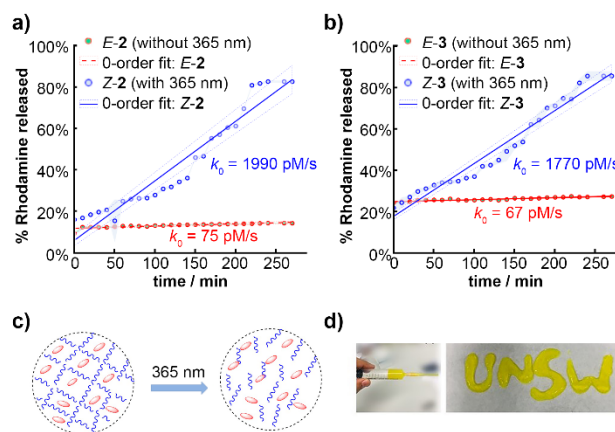 a)
100%
80%
60%
40%
20%
0%
% Rhodamine released
E-2 (without 365 nm)
0-order fit: E-2
Z-2 (with 365 nm)
0-order fit: Z-2
k₀ = 1990 pM/s
k₀ = 75 pM/s
0 50 100 150 200 250
time / min
b)
100%
80%
60%
40%
20%
0%
% Rhodamine released
E-3 (without 365 nm)
0-order fit: E-3
Z-3 (with 365 nm)
0-order fit: Z-3
k₀ = 1770 pM/s
k₀ = 67 pM/s
0 50 100 150 200 250
time / min
c)
365 nm
d)
UNSW